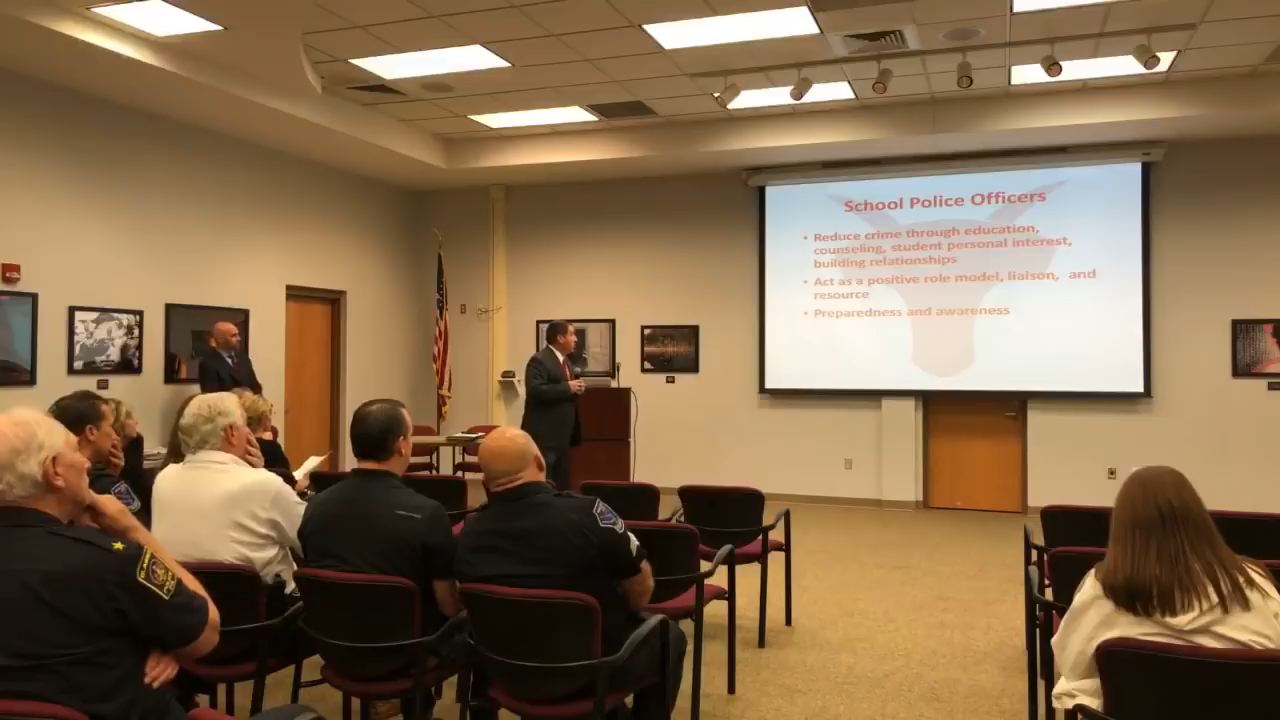 School Police Officers
• Reduce crime through education,
counseling, student personal interest,
building relationships
• Act as a positive role model, liaison, and
resource
• Preparedness and awareness